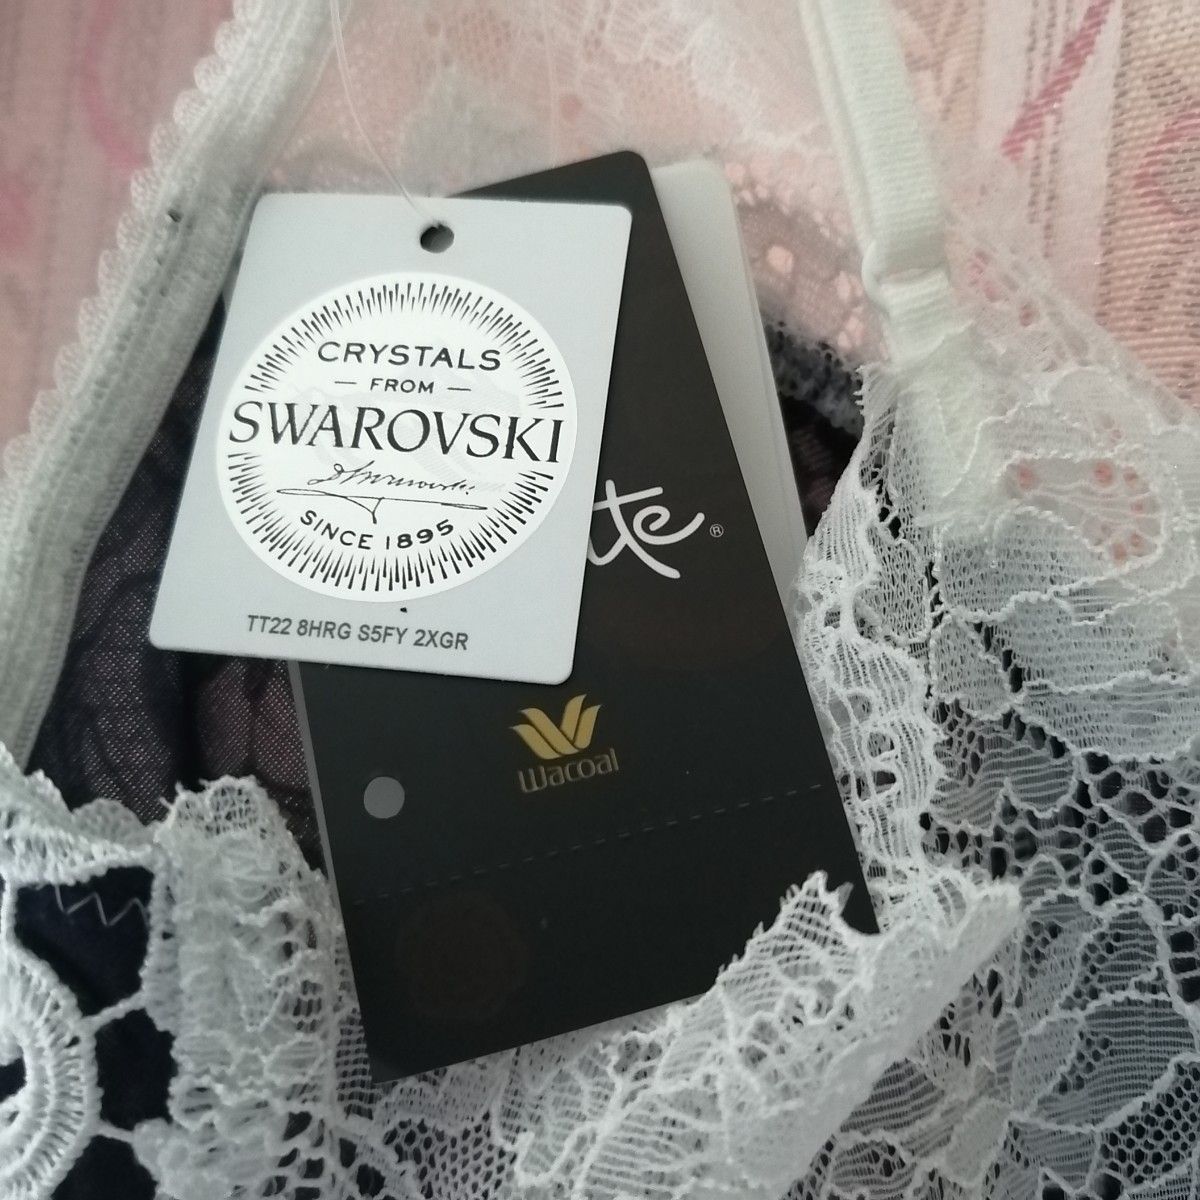 CRYSTALS
— FROM —
SWAROVSKI
SINCE 1895
TT22 8HRG S5FY 2XGR
te®
Wacoal